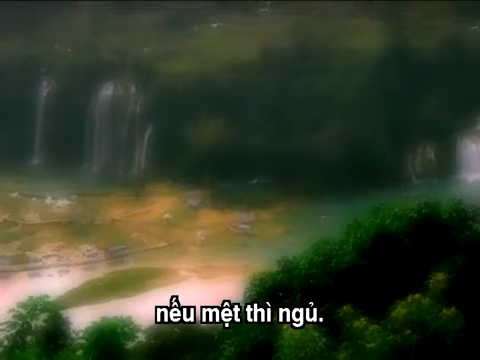 nếu mệt thì ngủ.